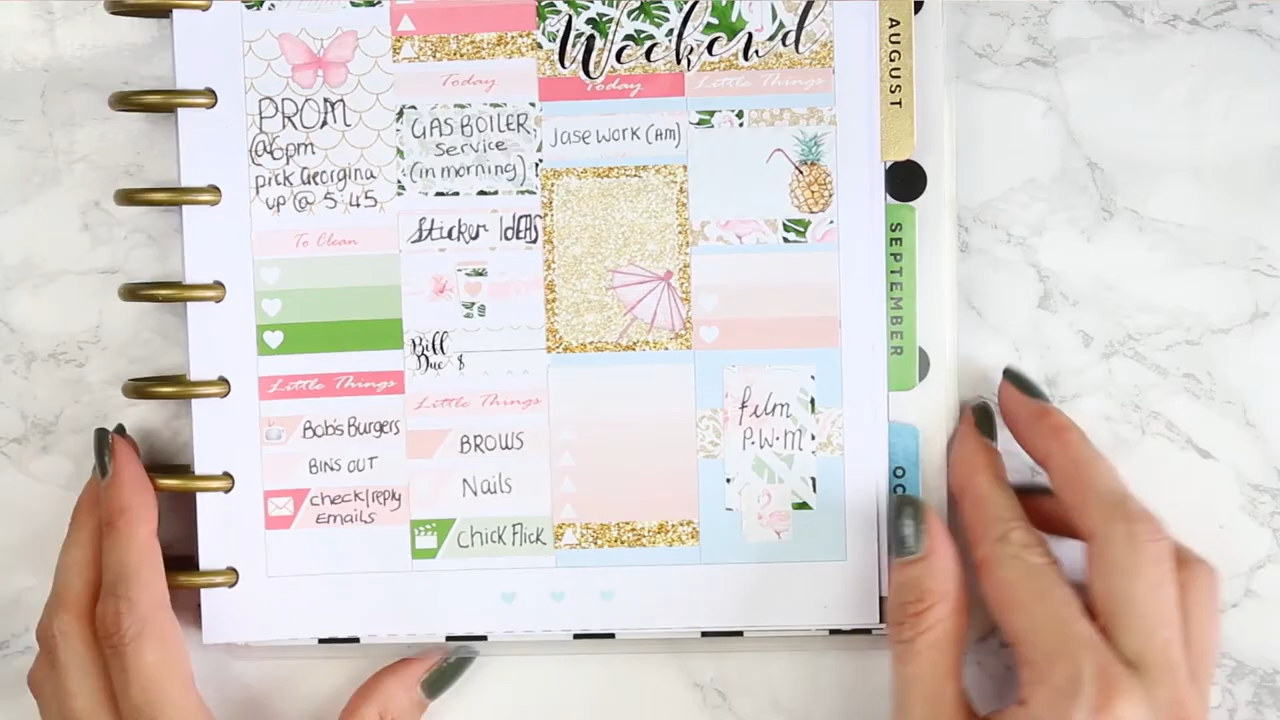 Weekend
PROM
@6pm
pick Georgina
up @ 5:45
To Clean
Little Things
Bob's Burgers
BINS OUT
check/reply
Emails
Today
GAS BOILER
Service
(in morning)
Sticker IDEAS
Bill
Due $
Little Things
BROWS
Nails
Chick Flick
Today
Jase work (AM)
Little Things
film
P.W.M
AUGUST
SEPTEMBER
OC